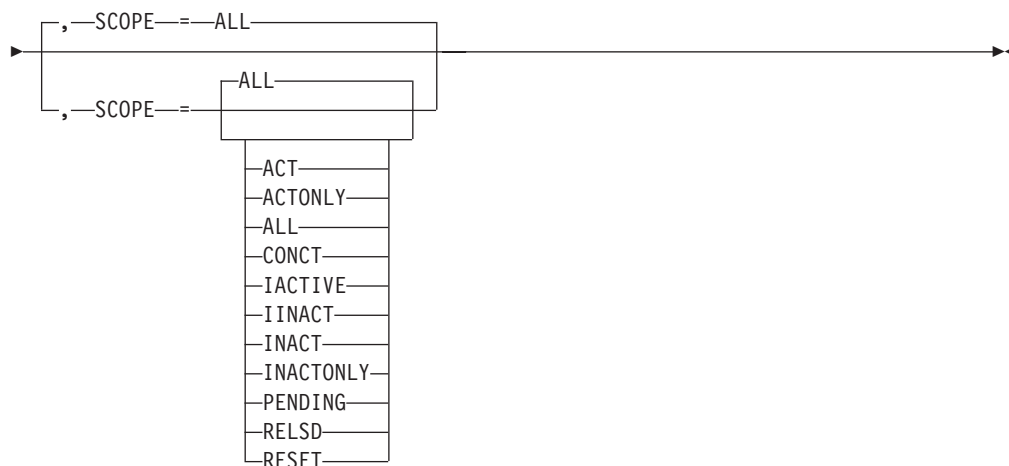 , SCOPE = ALL
ALL
, SCOPE =
ACT
ACTONLY
ALL
CONCT
IACTIVE
IINACT
INACT
INACTONLY
PENDING
RELSD
RESET